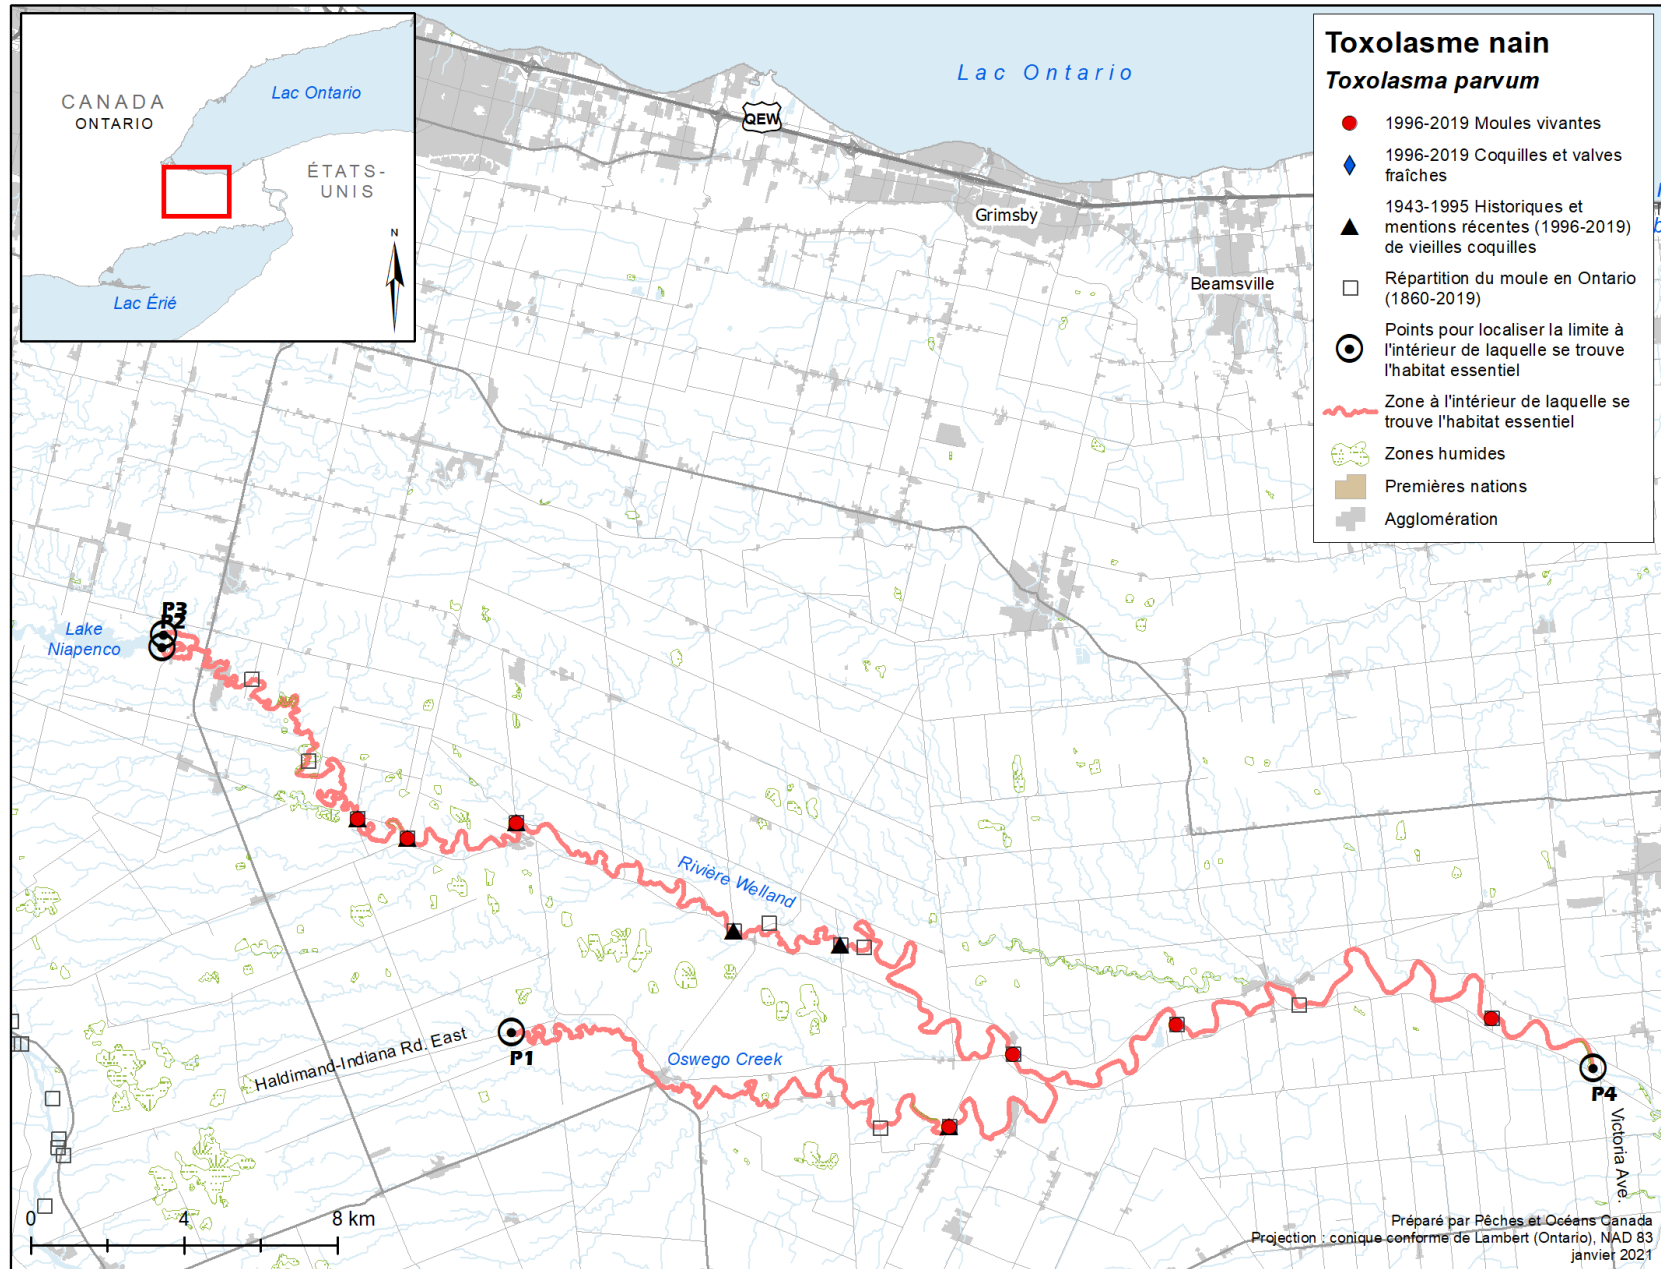 CANADA
ONTARIO
Lac Ontario
ÉTATS-
UNIS
N
Lac Érié
Lac Ontario
QEW
Grimsby
Beamsville
Toxolasme nain
Toxolasma parvum
1996-2019 Moules vivantes
1996-2019 Coquilles et valves
fraîches
1943-1995 Historiques et
mentions récentes (1996-2019)
de vieilles coquilles
Répartition du moule en Ontario
(1860-2019)
Points pour localiser la limite à
l'intérieur de laquelle se trouve
l'habitat essentiel
Zone à l'intérieur de laquelle se
trouve l'habitat essentiel
Zones humides
Premières nations
Agglomération
P3
P2
Lake
Niapenco
Rivière Welland
Haldimand-Indiana Rd. East
P1
Oswego Creek
P4
Victoria Ave.
0 4 8 km
Préparé par Pêches et Océans Canada
Projection : conique conforme de Lambert (Ontario), NAD 83
janvier 2021